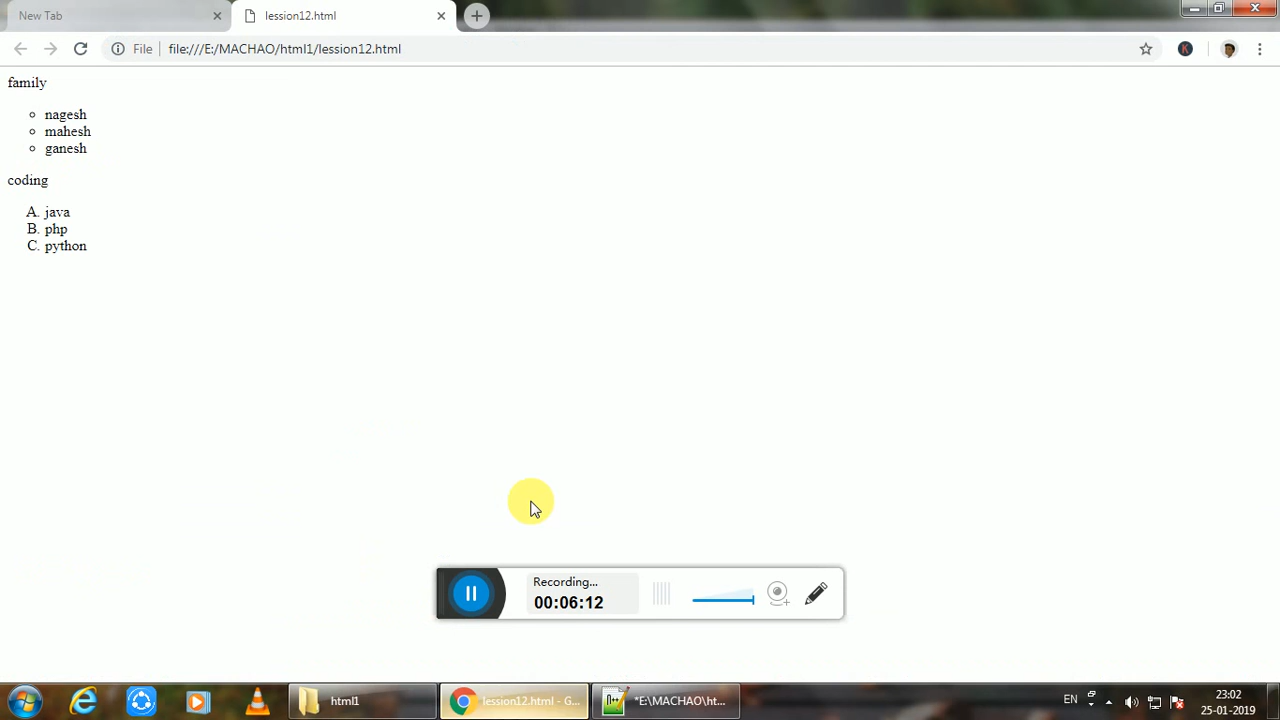 New Tab
lession12.html
File
file:///E:/MACHAO/html1/lession12.html
K
family
nagesh
mahesh
ganesh
coding
A. java
B. php
C. python
Recording...
00:06:12
html1
lession12.html - G...
*E:\MACHAO\ht...
EN
23:02
25-01-2019